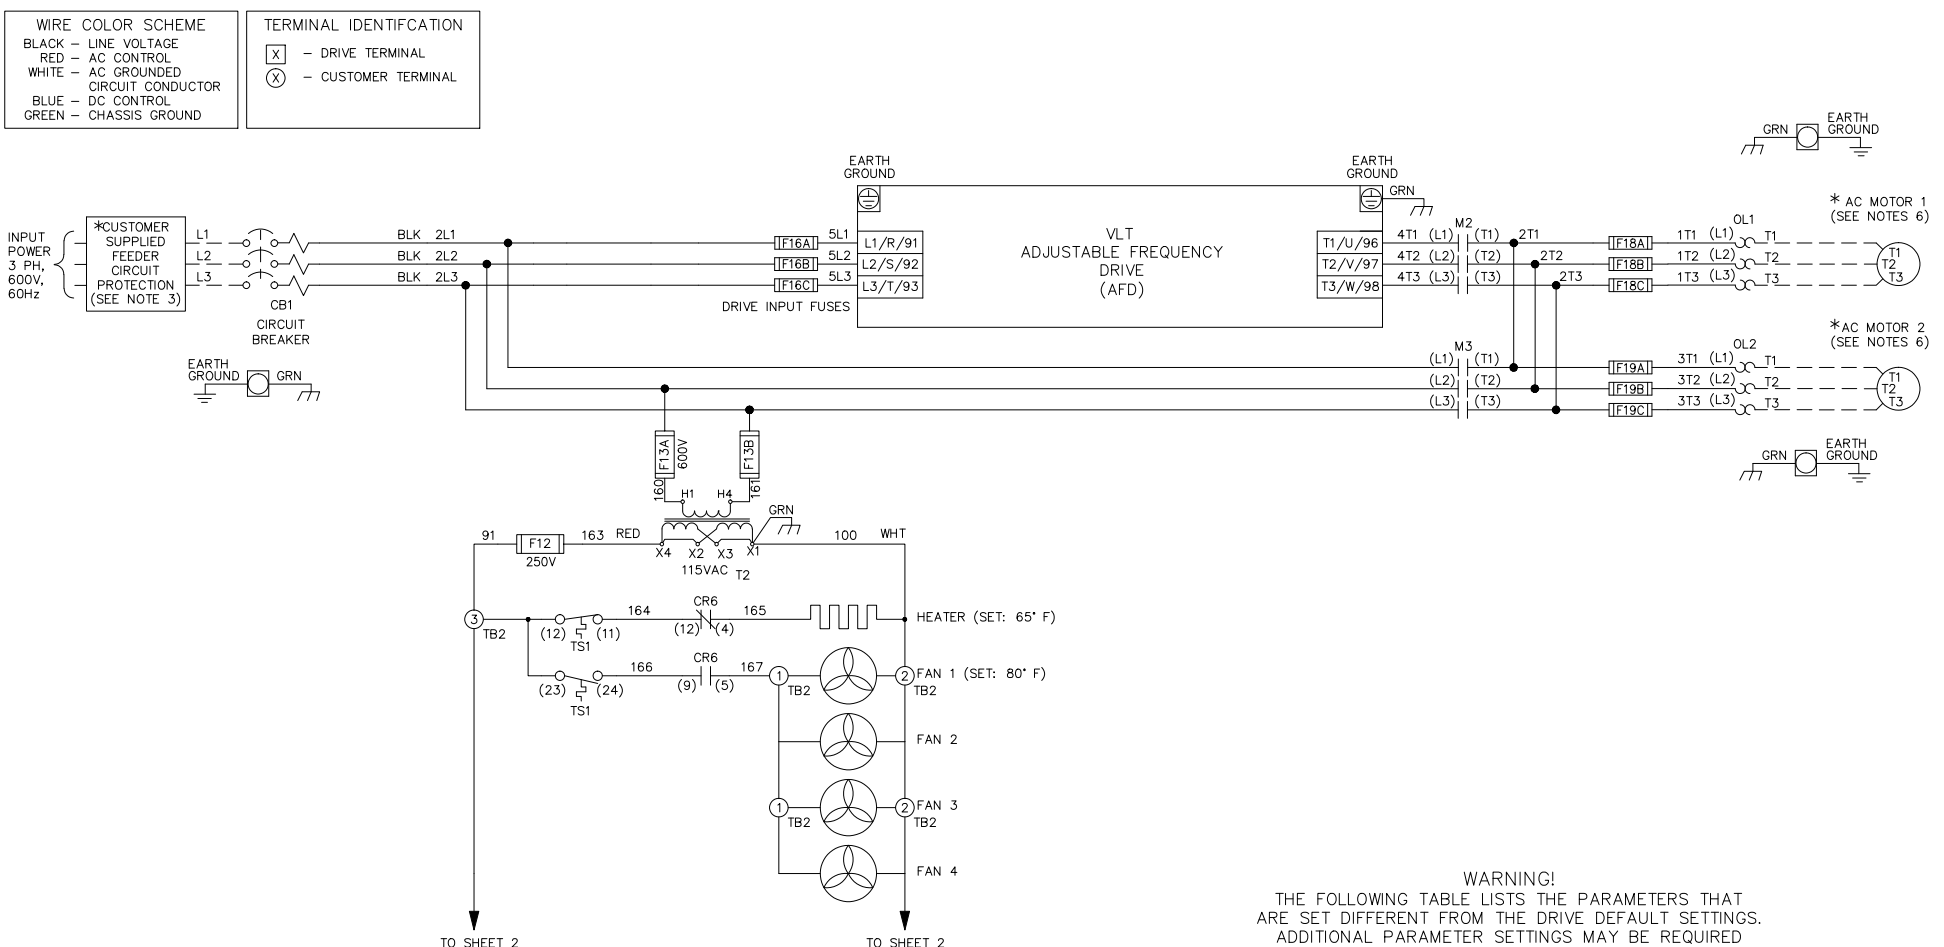 WIRE COLOR SCHEME
BLACK – LINE VOLTAGE
RED – AC CONTROL
WHITE – AC GROUNDED
CIRCUIT CONDUCTOR
BLUE – DC CONTROL
GREEN – CHASSIS GROUND
TERMINAL IDENTIFCATION
X – DRIVE TERMINAL
X – CUSTOMER TERMINAL
INPUT
POWER
3 PH,
600V,
60Hz
*CUSTOMER
SUPPLIED
FEEDER
CIRCUIT
PROTECTION
(SEE NOTE 3)
L1
L2
L3
CB1
CIRCUIT
BREAKER
EARTH
GROUND
GRN
BLK 2L1
BLK 2L2
BLK 2L3
F16A 5L1
F16B 5L2
F16C 5L3
DRIVE INPUT FUSES
EARTH
GROUND
L1/R/91
L2/S/92
L3/T/93
VLT
ADJUSTABLE FREQUENCY
DRIVE
(AFD)
EARTH
GROUND
GRN
T1/U/96
T2/V/97
T3/W/98
M2
4T1 (L1) (T1) 2T1
4T2 (L2) (T2) 2T2
4T3 (L3) (T3) 2T3
OL1
F18A 1T1 (L1) T1
F18B 1T2 (L2) T2
F18C 1T3 (L3) T3
GRN
EARTH
GROUND
* AC MOTOR 1
(SEE NOTES 6)
T1
T2
T3
M3
(L1) (T1)
(L2) (T2)
(L3) (T3)
OL2
F19A 3T1 (L1) T1
F19B 3T2 (L2) T2
F19C 3T3 (L3) T3
*AC MOTOR 2
(SEE NOTES 6)
T1
T2
T3
GRN
EARTH
GROUND
F13A
600V
F13B
160
161
H1 H4
GRN
91 F12 163 RED
250V
X4 X2 X3 X1
115VAC T2
100 WHT
3
TB2
(12) (11)
TS1
164
CR6
(12) (4)
165
HEATER (SET: 65° F)
(23) (24)
TS1
166
CR6
(9) (5)
167
1
TB2
2
TB2
FAN 1 (SET: 80° F)
FAN 2
1
TB2
2
TB2
FAN 3
FAN 4
TO SHEET 2
TO SHEET 2
WARNING!
THE FOLLOWING TABLE LISTS THE PARAMETERS THAT
ARE SET DIFFERENT FROM THE DRIVE DEFAULT SETTINGS.
ADDITIONAL PARAMETER SETTINGS MAY BE REQUIRED